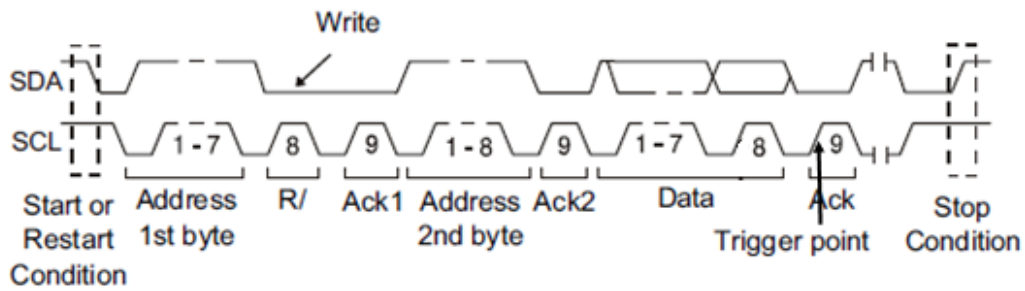 Write
SDA
SCL 1 - 7 8 9 1 - 8 9 1 - 7 8 9
Start or Restart Condition
Address 1st byte
R/
Ack1
Address 2nd byte
Ack2
Data
Ack
Trigger point
Stop Condition